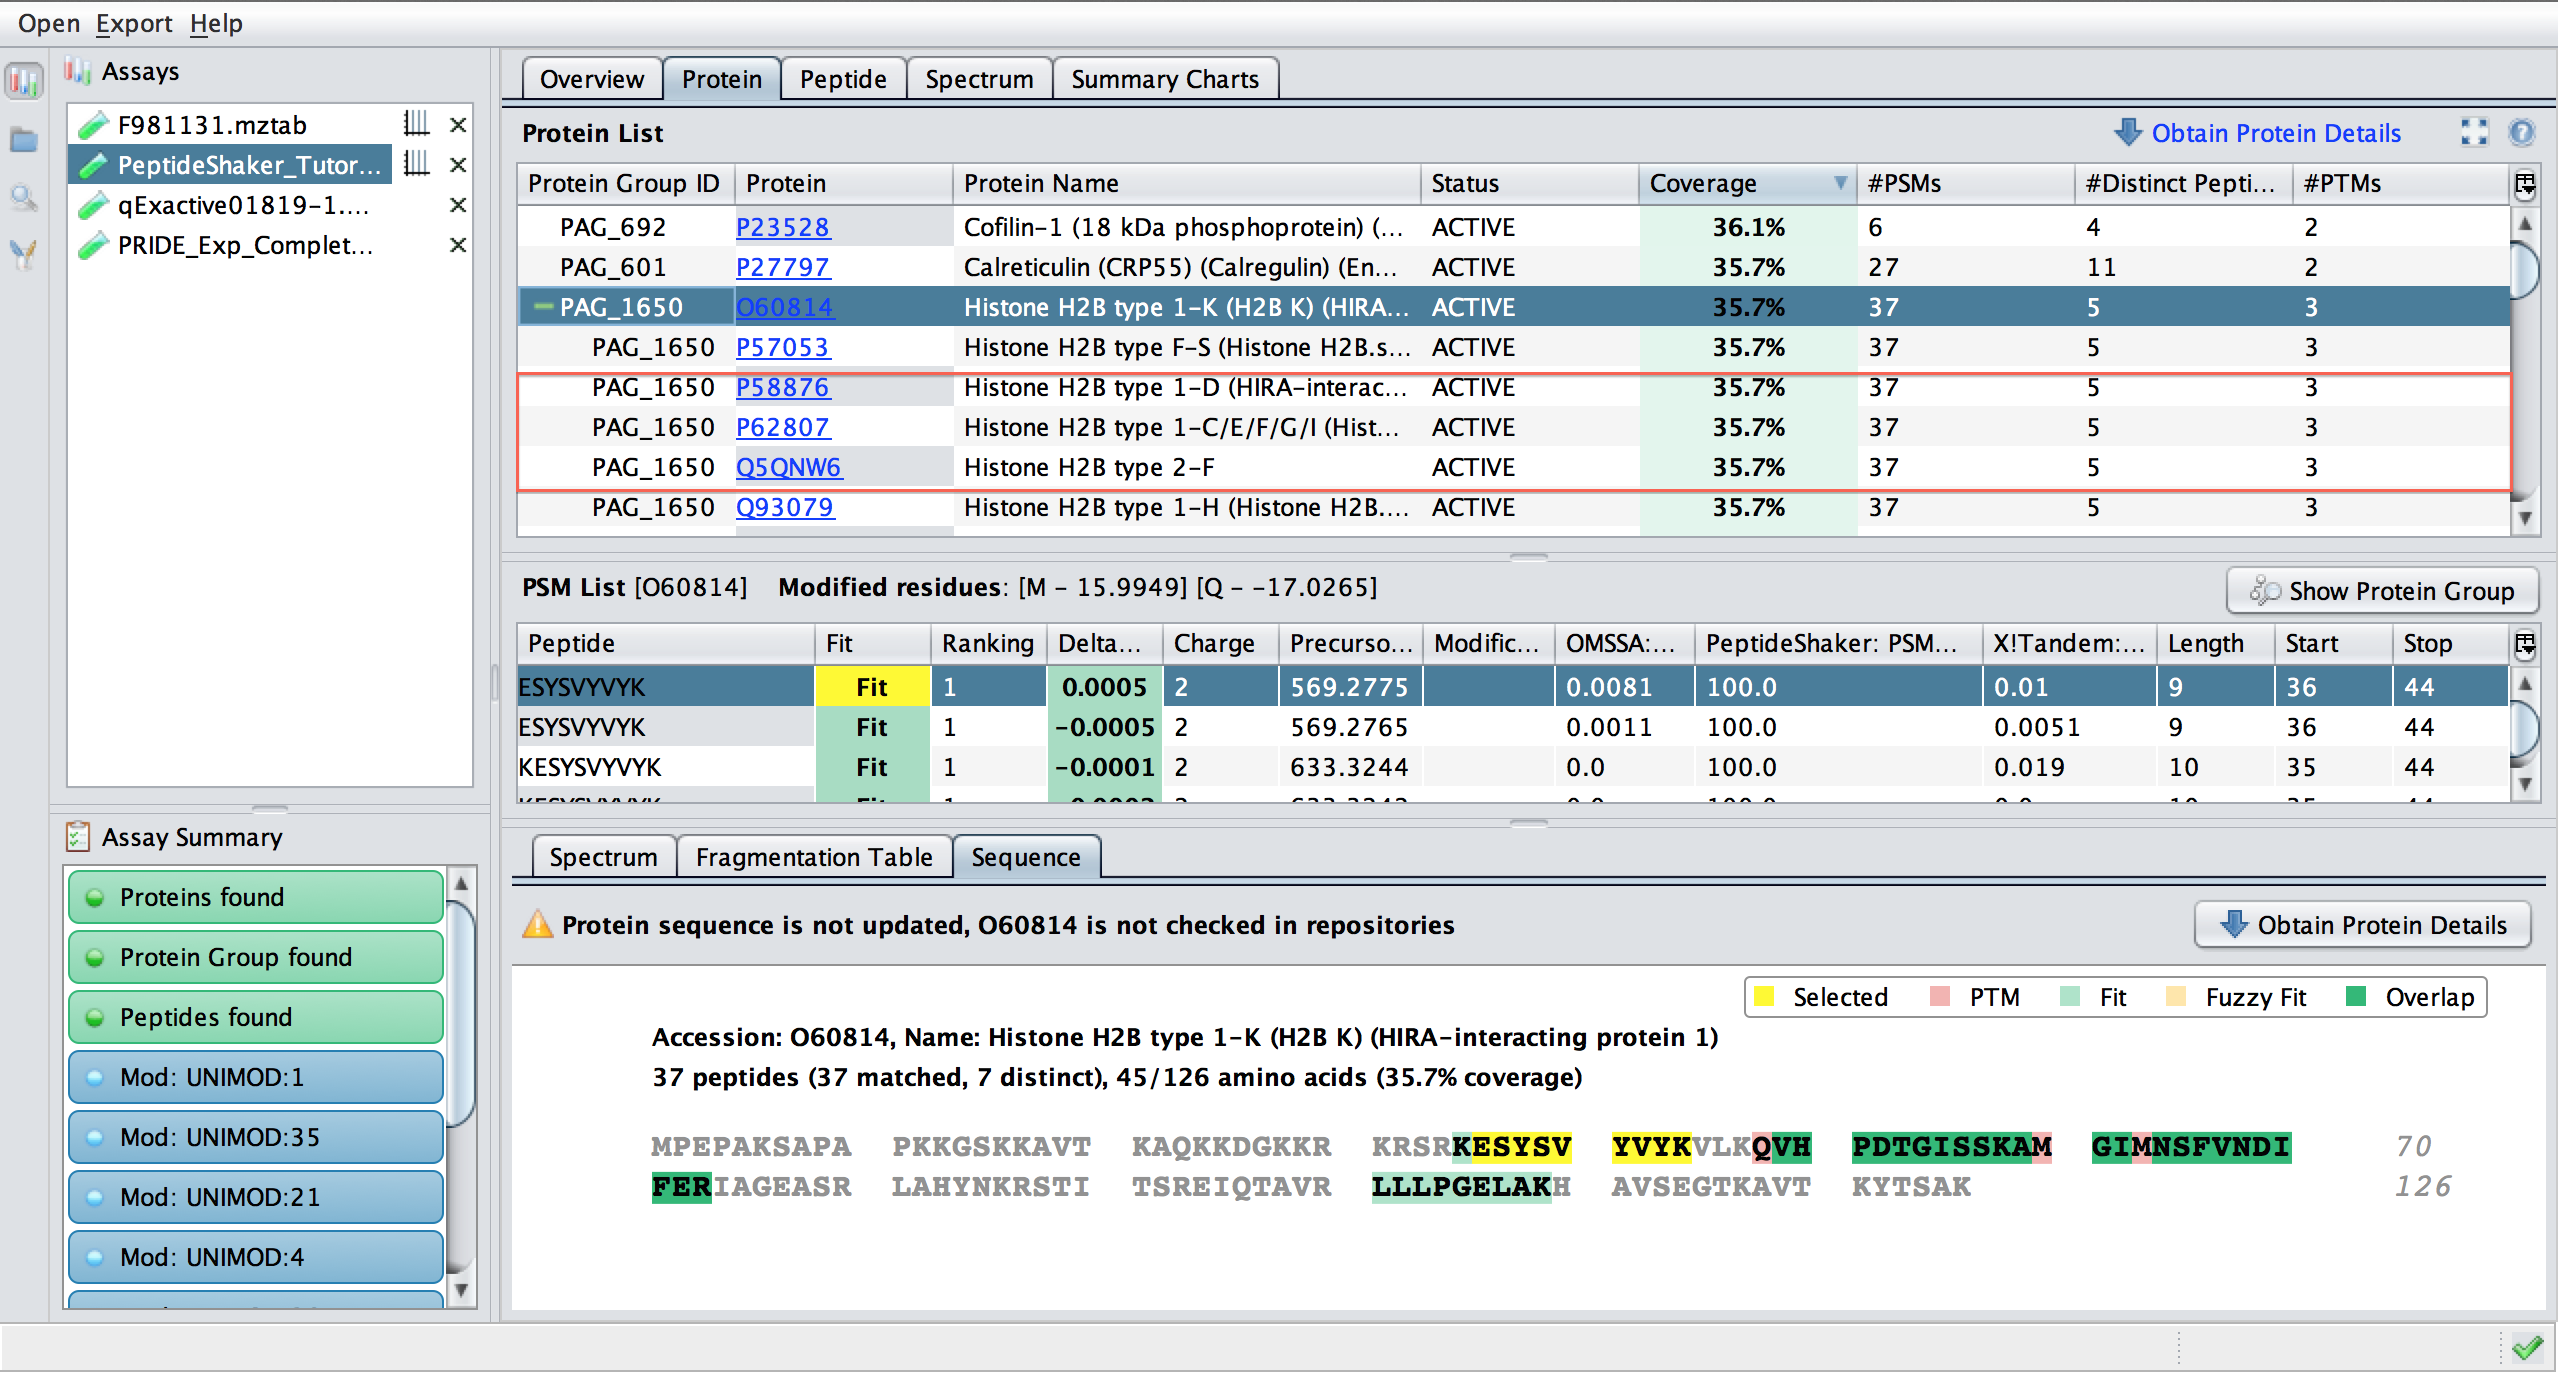 Open Export Help
Assays
F981131.mztab
PeptideShaker_Tutor...
qExactive01819-1....
PRIDE_Exp_Complet...
Assay Summary
Proteins found
Protein Group found
Peptides found
Mod: UNIMOD:1
Mod: UNIMOD:35
Mod: UNIMOD:21
Mod: UNIMOD:4
Overview Protein Peptide Spectrum Summary Charts
Protein List Obtain Protein Details
Protein Group ID Protein Protein Name Status Coverage #PSMs #Distinct Pepti... #PTMs
PAG_692 P23528 Cofilin-1 (18 kDa phosphoprotein) (... ACTIVE 36.1% 6 4 2
PAG_601 P27797 Calreticulin (CRP55) (Calregulin) (En... ACTIVE 35.7% 27 11 2
PAG_1650 O60814 Histone H2B type 1-K (H2B K) (HIRA... ACTIVE 35.7% 37 5 3
PAG_1650 P57053 Histone H2B type F-S (Histone H2B.s... ACTIVE 35.7% 37 5 3
PAG_1650 P58876 Histone H2B type 1-D (HIRA-interac... ACTIVE 35.7% 37 5 3
PAG_1650 P62807 Histone H2B type 1-C/E/F/G/I (Hist... ACTIVE 35.7% 37 5 3
PAG_1650 Q5QNW6 Histone H2B type 2-F ACTIVE 35.7% 37 5 3
PAG_1650 Q93079 Histone H2B type 1-H (Histone H2B.... ACTIVE 35.7% 37 5 3
PSM List [O60814] Modified residues: [M - 15.9949] [Q - -17.0265] Show Protein Group
Peptide Fit Ranking Delta... Charge Precurso... Modific... OMSSA:... PeptideShaker: PSM... X!Tandem:... Length Start Stop
ESYSVYVYK Fit 1 0.0005 2 569.2775 0.0081 100.0 0.01 9 36 44
ESYSVYVYK Fit 1 -0.0005 2 569.2765 0.0011 100.0 0.0051 9 36 44
KESYSVYVYK Fit 1 -0.0001 2 633.3244 0.0 100.0 0.019 10 35 44
Spectrum Fragmentation Table Sequence
Protein sequence is not updated, O60814 is not checked in repositories Obtain Protein Details
Selected PTM Fit Fuzzy Fit Overlap
Accession: O60814, Name: Histone H2B type 1-K (H2B K) (HIRA-interacting protein 1)
37 peptides (37 matched, 7 distinct), 45/126 amino acids (35.7% coverage)
MPEPAKSAPA PKKGSKKAVT KAQKKDGKKR KRSRKESYSV YVYKVLKQVH PDTGISSKAM GIMNSFVNDI 70
FERIAGEASR LAHYNKRSTI TSREIQTAVR LLLPGELAKH AVSEGTKAVT KYTSAK 126